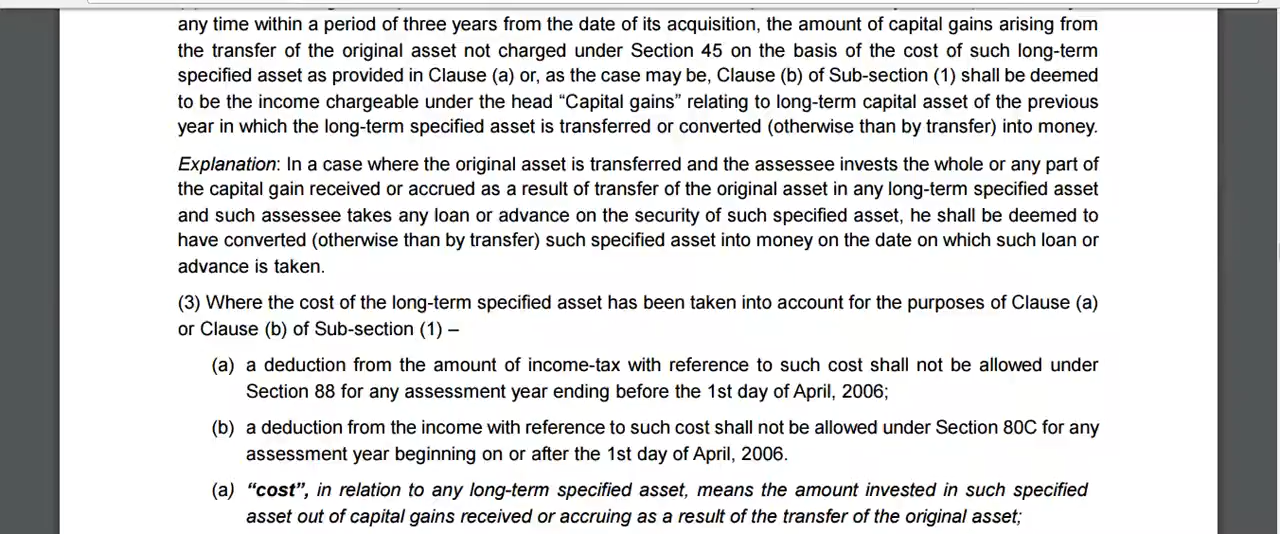 any time within a period of three years from the date of its acquisition, the amount of capital gains arising from
the transfer of the original asset not charged under Section 45 on the basis of the cost of such long-term
specified asset as provided in Clause (a) or, as the case may be, Clause (b) of Sub-section (1) shall be deemed
to be the income chargeable under the head “Capital gains” relating to long-term capital asset of the previous
year in which the long-term specified asset is transferred or converted (otherwise than by transfer) into money.
Explanation: In a case where the original asset is transferred and the assessee invests the whole or any part of
the capital gain received or accrued as a result of transfer of the original asset in any long-term specified asset
and such assessee takes any loan or advance on the security of such specified asset, he shall be deemed to
have converted (otherwise than by transfer) such specified asset into money on the date on which such loan or
advance is taken.
(3) Where the cost of the long-term specified asset has been taken into account for the purposes of Clause (a)
or Clause (b) of Sub-section (1) –
(a) a deduction from the amount of income-tax with reference to such cost shall not be allowed under
Section 88 for any assessment year ending before the 1st day of April, 2006;
(b) a deduction from the income with reference to such cost shall not be allowed under Section 80C for any
assessment year beginning on or after the 1st day of April, 2006.
(a) “cost”, in relation to any long-term specified asset, means the amount invested in such specified
asset out of capital gains received or accruing as a result of the transfer of the original asset;